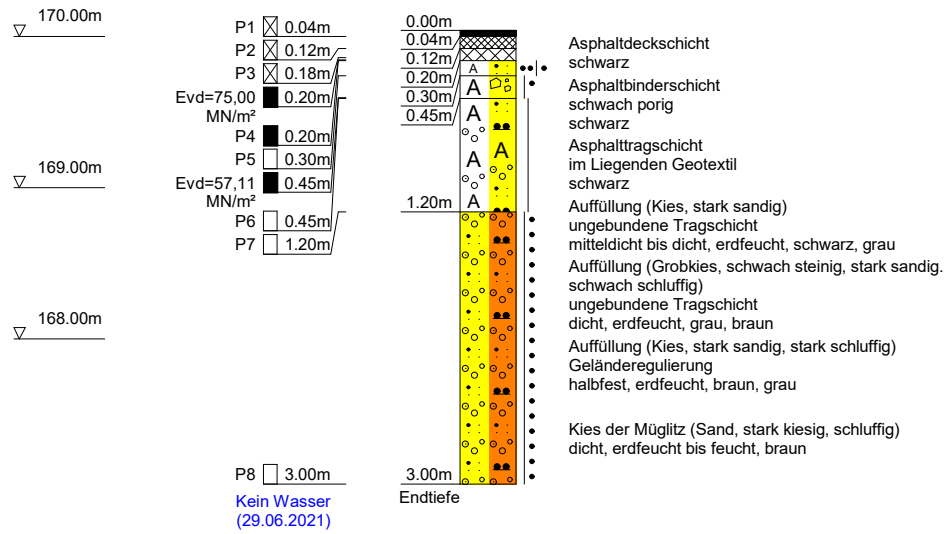 170.00m
169.00m
168.00m
P1 0.04m
P2 0.12m
P3 0.18m
Evd=75,00 0.20m
MN/m²
P4 0.20m
P5 0.30m
Evd=57,11 0.45m
MN/m²
P6 0.45m
P7 1.20m
P8 3.00m
Kein Wasser
(29.06.2021)
0.00m
0.04m
0.12m
0.20m
0.30m
0.45m
1.20m
3.00m
Endtiefe
A
A
A
A A
A
Asphaltdeckschicht
schwarz
Asphaltbinderschicht
schwach porig
schwarz
Asphalttragschicht
im Liegenden Geotextil
schwarz
Auffüllung (Kies, stark sandig)
ungebundene Tragschicht
mitteldicht bis dicht, erdfeucht, schwarz, grau
Auffüllung (Grobkies, schwach steinig, stark sandig.
schwach schluffig)
ungebundene Tragschicht
dicht, erdfeucht, grau, braun
Auffüllung (Kies, stark sandig, stark schluffig)
Geländeregulierung
halbfest, erdfeucht, braun, grau
Kies der Müglitz (Sand, stark kiesig, schluffig)
dicht, erdfeucht bis feucht, braun